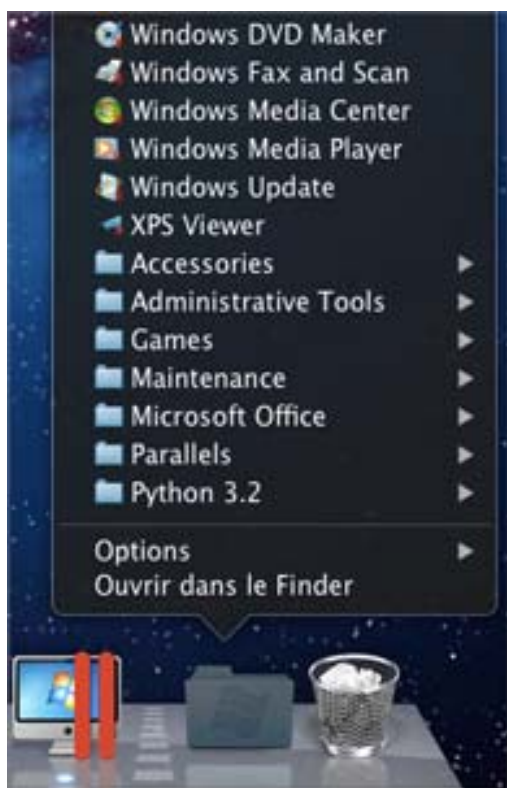 Windows DVD Maker
Windows Fax and Scan
Windows Media Center
Windows Media Player
Windows Update
XPS Viewer
Accessories
Administrative Tools
Games
Maintenance
Microsoft Office
Parallels
Python 3.2
Options
Ouvrir dans le Finder